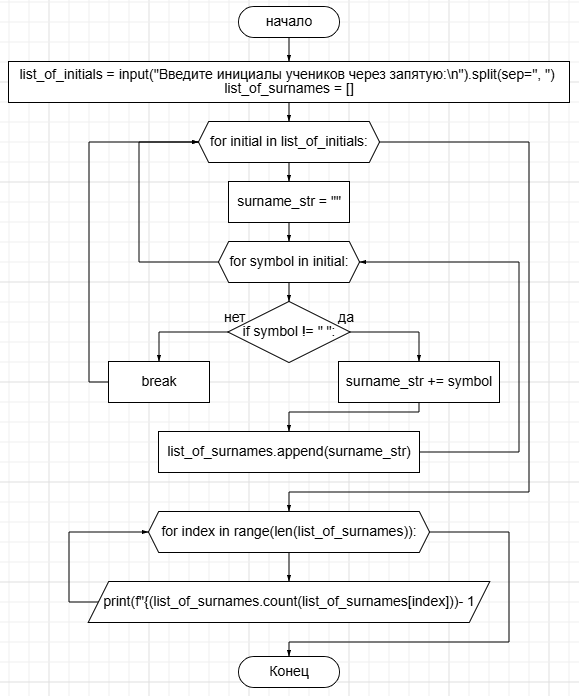 начало
list_of_initials = input("Введите инициалы учеников через запятую:\n").split(sep=", ")
list_of_surnames = []
for initial in list_of_initials:
surname_str = ""
for symbol in initial:
нет
да
if symbol != " ":
break
surname_str += symbol
list_of_surnames.append(surname_str)
for index in range(len(list_of_surnames)):
print(f"{(list_of_surnames.count(list_of_surnames[index]))- 1
Конец